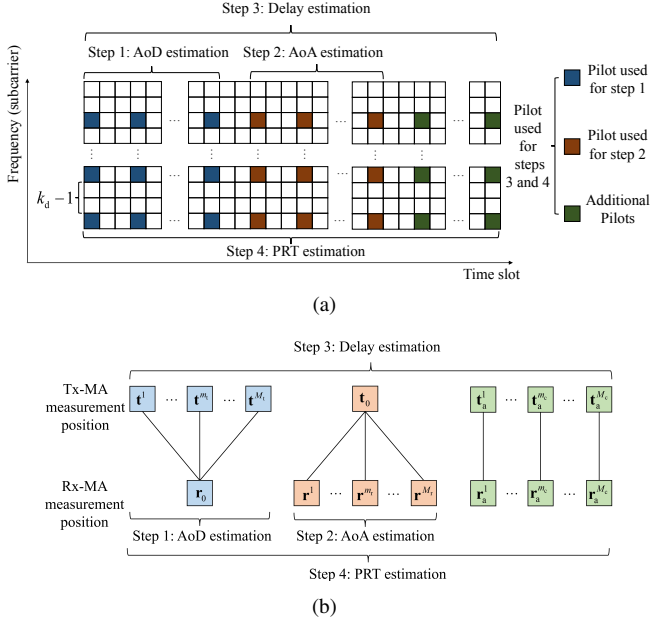 Step 3: Delay estimation
Step 1: AoD estimation
Step 2: AoA estimation
Frequency (subcarrier)
k_d − 1
...
...
...
...
...
...
...
...
...
Step 4: PRT estimation
Time slot
Pilot
used
for
steps
3 and 4
Pilot used
for step 1
Pilot used
for step 2
Additional
Pilots
(a)
Step 3: Delay estimation
Tx-MA
measurement
position
t^1 ... t^{m_t} ... t^{M_t}
t_0
t_a^1 ... t_a^{m_c} ... t_a^{M_c}
Rx-MA
measurement
position
r_0
r^1 ... r^{m_r} ... r^{M_r}
r_a^1 ... r_a^{m_c} ... r_a^{M_c}
Step 1: AoD estimation
Step 2: AoA estimation
Step 4: PRT estimation
(b)